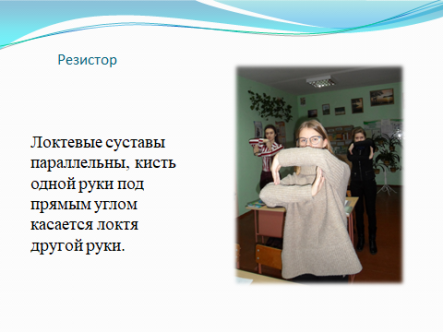 Резистор
Локтевые суставы
параллельны, кисть
одной руки под
прямым углом
касается локтя
другой руки.